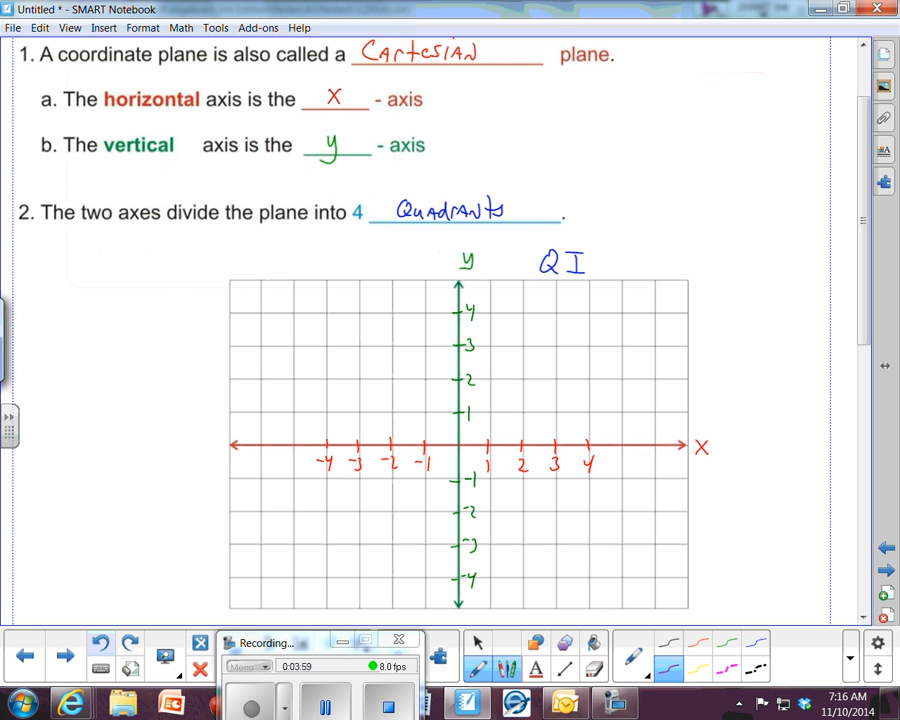 Untitled * - SMART Notebook
File Edit View Insert Format Math Tools Add-ons Help
1. A coordinate plane is also called a Cartesian plane.
a. The horizontal axis is the x - axis
b. The vertical axis is the y - axis
2. The two axes divide the plane into 4 Quadrants.
y QI
4
3
2
1
x
-4 -3 -2 -1 1 2 3 4
-1
-2
-3
-4
Recording...
Menu 0:03:59 8.0 fps
A
7:16 AM
11/10/2014